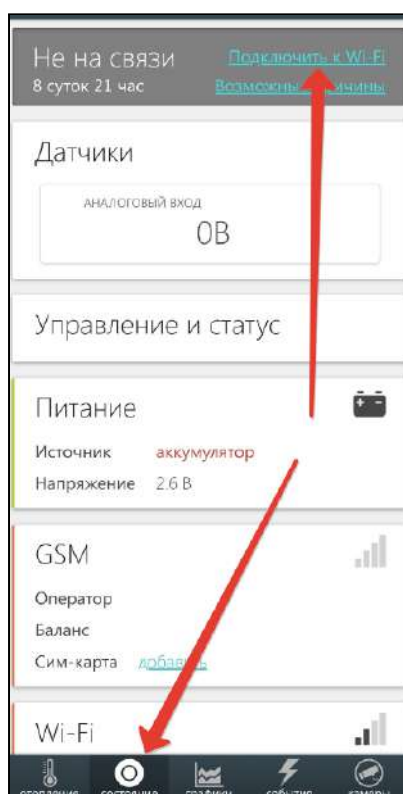 Не на связи
Подключить к Wi-Fi
8 суток 21 час
Датчики
АНАЛОГОВЫЙ ВХОД
0В
Управление и статус
Питание
Источник аккумулятор
Напряжение 2.6 В
GSM
Оператор
Баланс
Сим-карта добавить
Wi-Fi